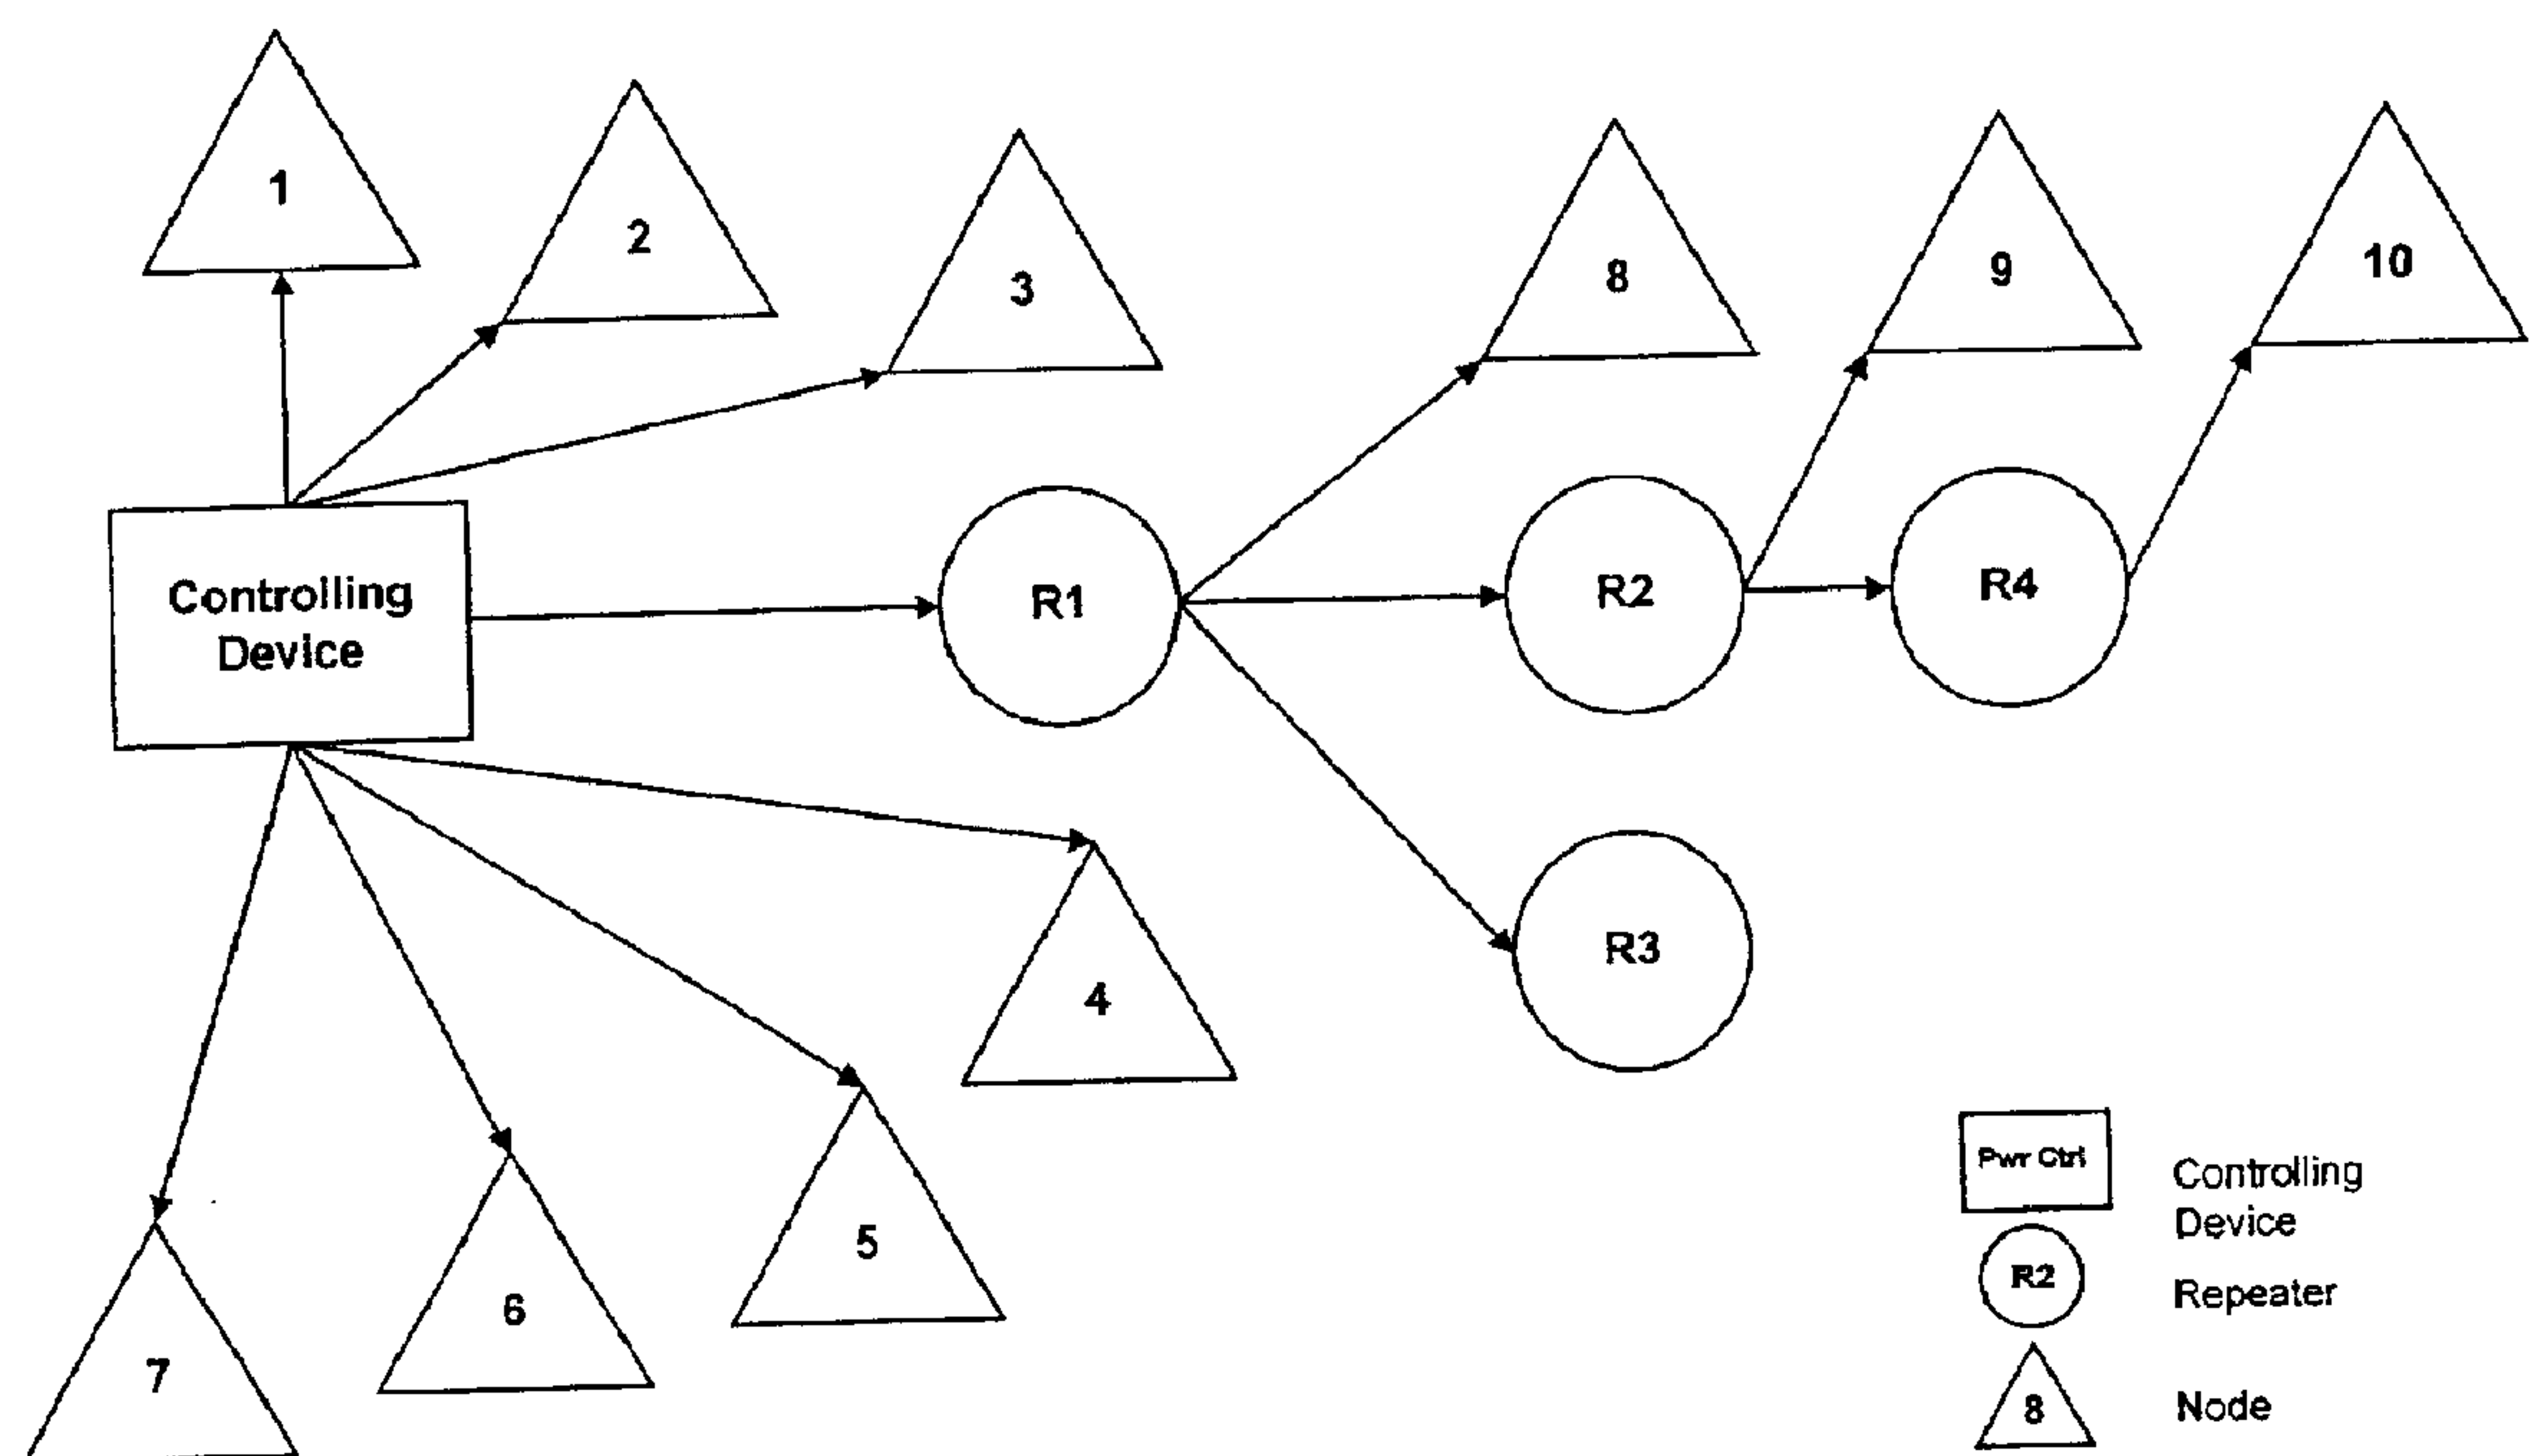 1
2
3
8
9
10
Controlling
Device
R1
R2
R4
R3
4
5
6
7
Pwr Ctrl
Controlling
Device
R2
Repeater
8
Node